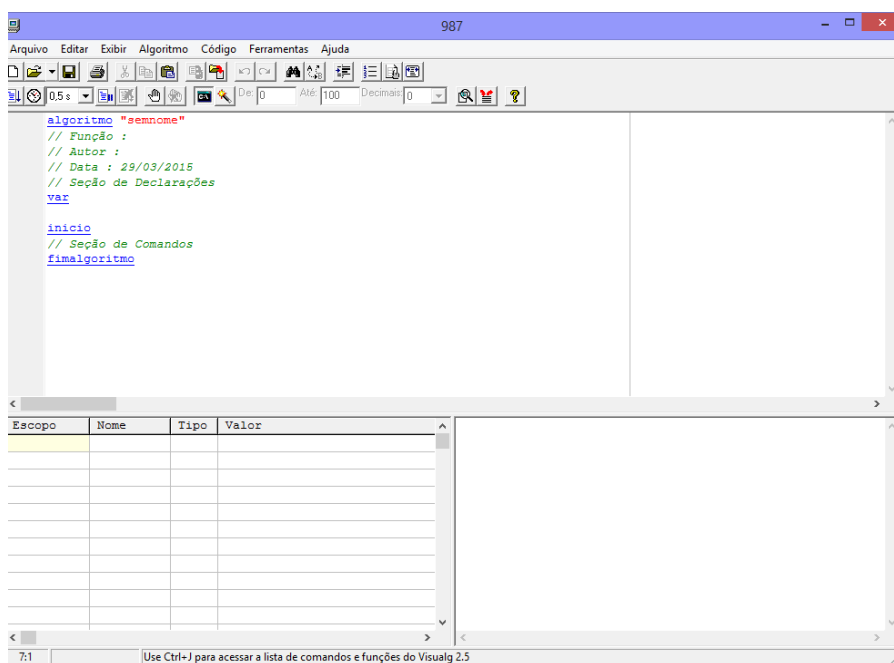 987
Arquivo Editar Exibir Algoritmo Código Ferramentas Ajuda
0,5 s De: 0 Até: 100 Decimais: 0
algoritmo "semnome"
// Função :
// Autor :
// Data : 29/03/2015
// Seção de Declarações
var
inicio
// Seção de Comandos
fimalgoritmo
Escopo Nome Tipo Valor
7:1 Use Ctrl+J para acessar a lista de comandos e funções do Visualg 2.5